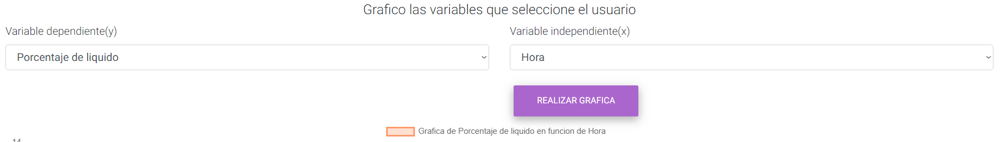 Grafico las variables que seleccione el usuario
Variable dependiente(y)
Variable independiente(x)
Porcentaje de liquido
Hora
REALIZAR GRAFICA
Grafica de Porcentaje de liquido en funcion de Hora
14